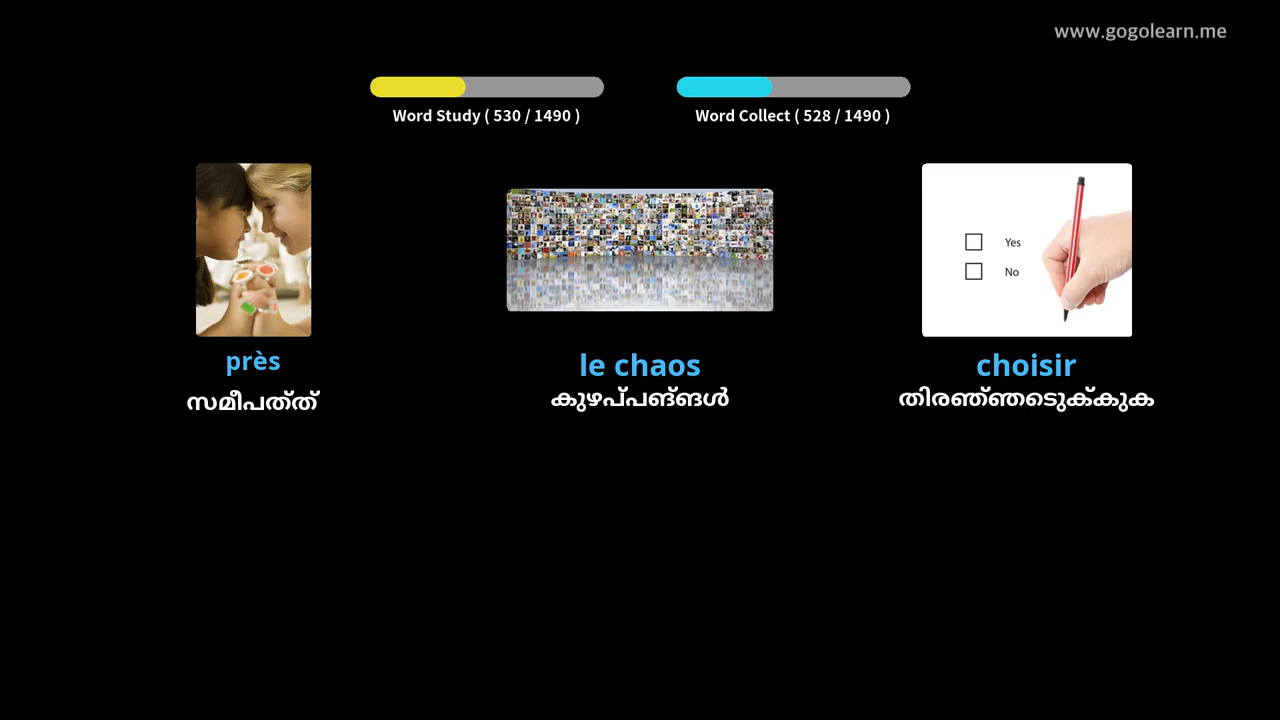 www.gogolearn.me
Word Study ( 530 / 1490 )
Word Collect ( 528 / 1490 )
Yes
No
près
le chaos
choisir
സമീപത്ത്
കുഴപ്പങ്ങൾ
തിരഞ്ഞെടുക്കുക